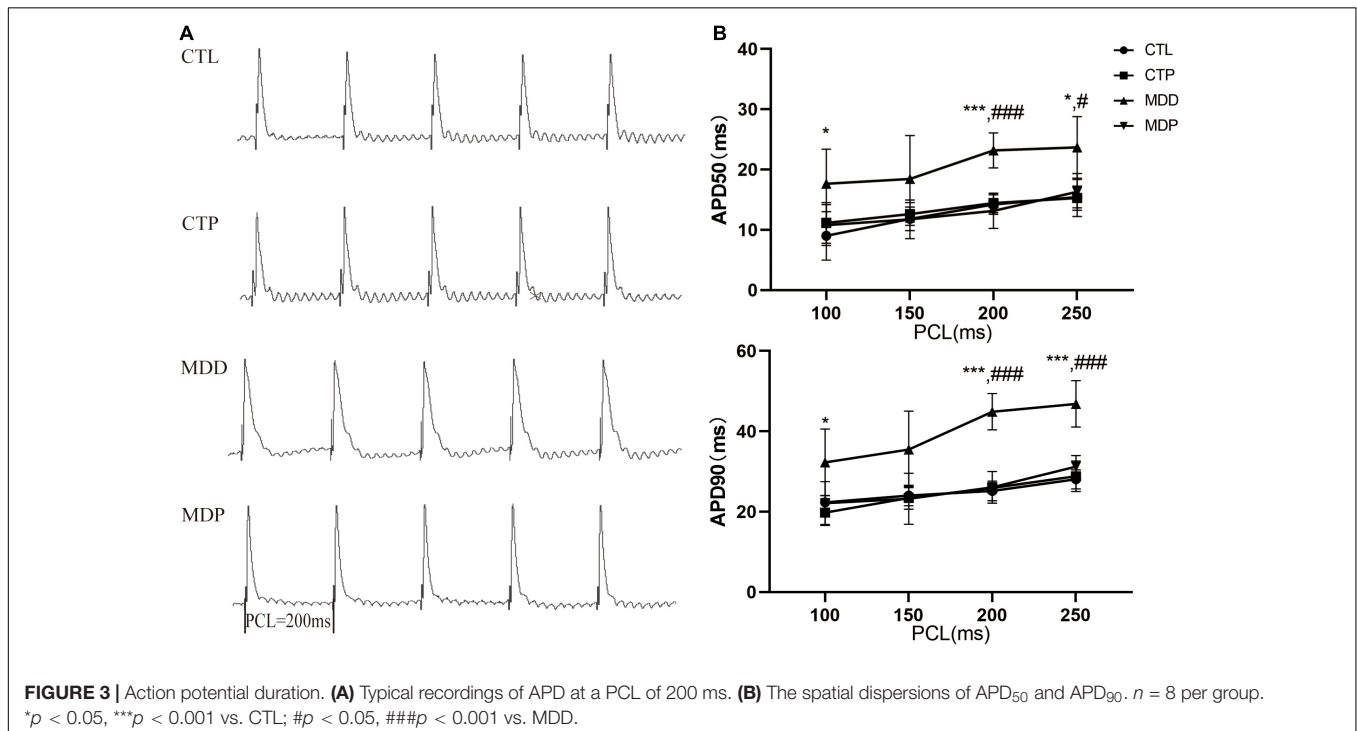 A
CTL
CTP
MDD
MDP
PCL=200ms
B
40
30
20
10
0
APD50(ms)
*
***,###
*,#
100 150 200 250
PCL(ms)
CTL
CTP
MDD
MDP
60
40
20
0
APD90(ms)
*
***,###
***,###
100 150 200 250
PCL(ms)
FIGURE 3 | Action potential duration. (A) Typical recordings of APD at a PCL of 200 ms. (B) The spatial dispersions of APD50 and APD90. n = 8 per group.
*p < 0.05, ***p < 0.001 vs. CTL; #p < 0.05, ###p < 0.001 vs. MDD.